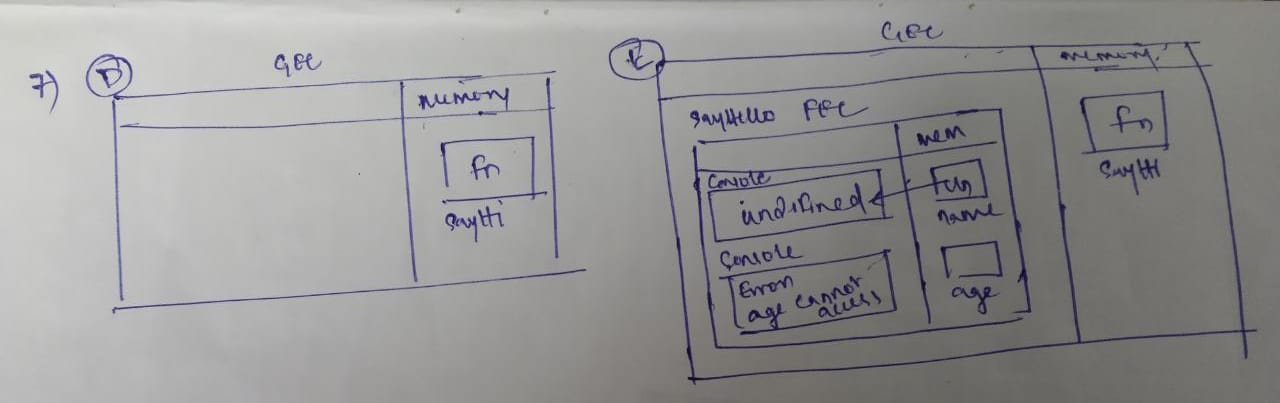 7)
D
GEC
memory
fn
SayHi
E
GEC
memory
SayHello FEC
mem
Console
undefined
name
Console
Error
age cannot
access
age
fn
SayHi